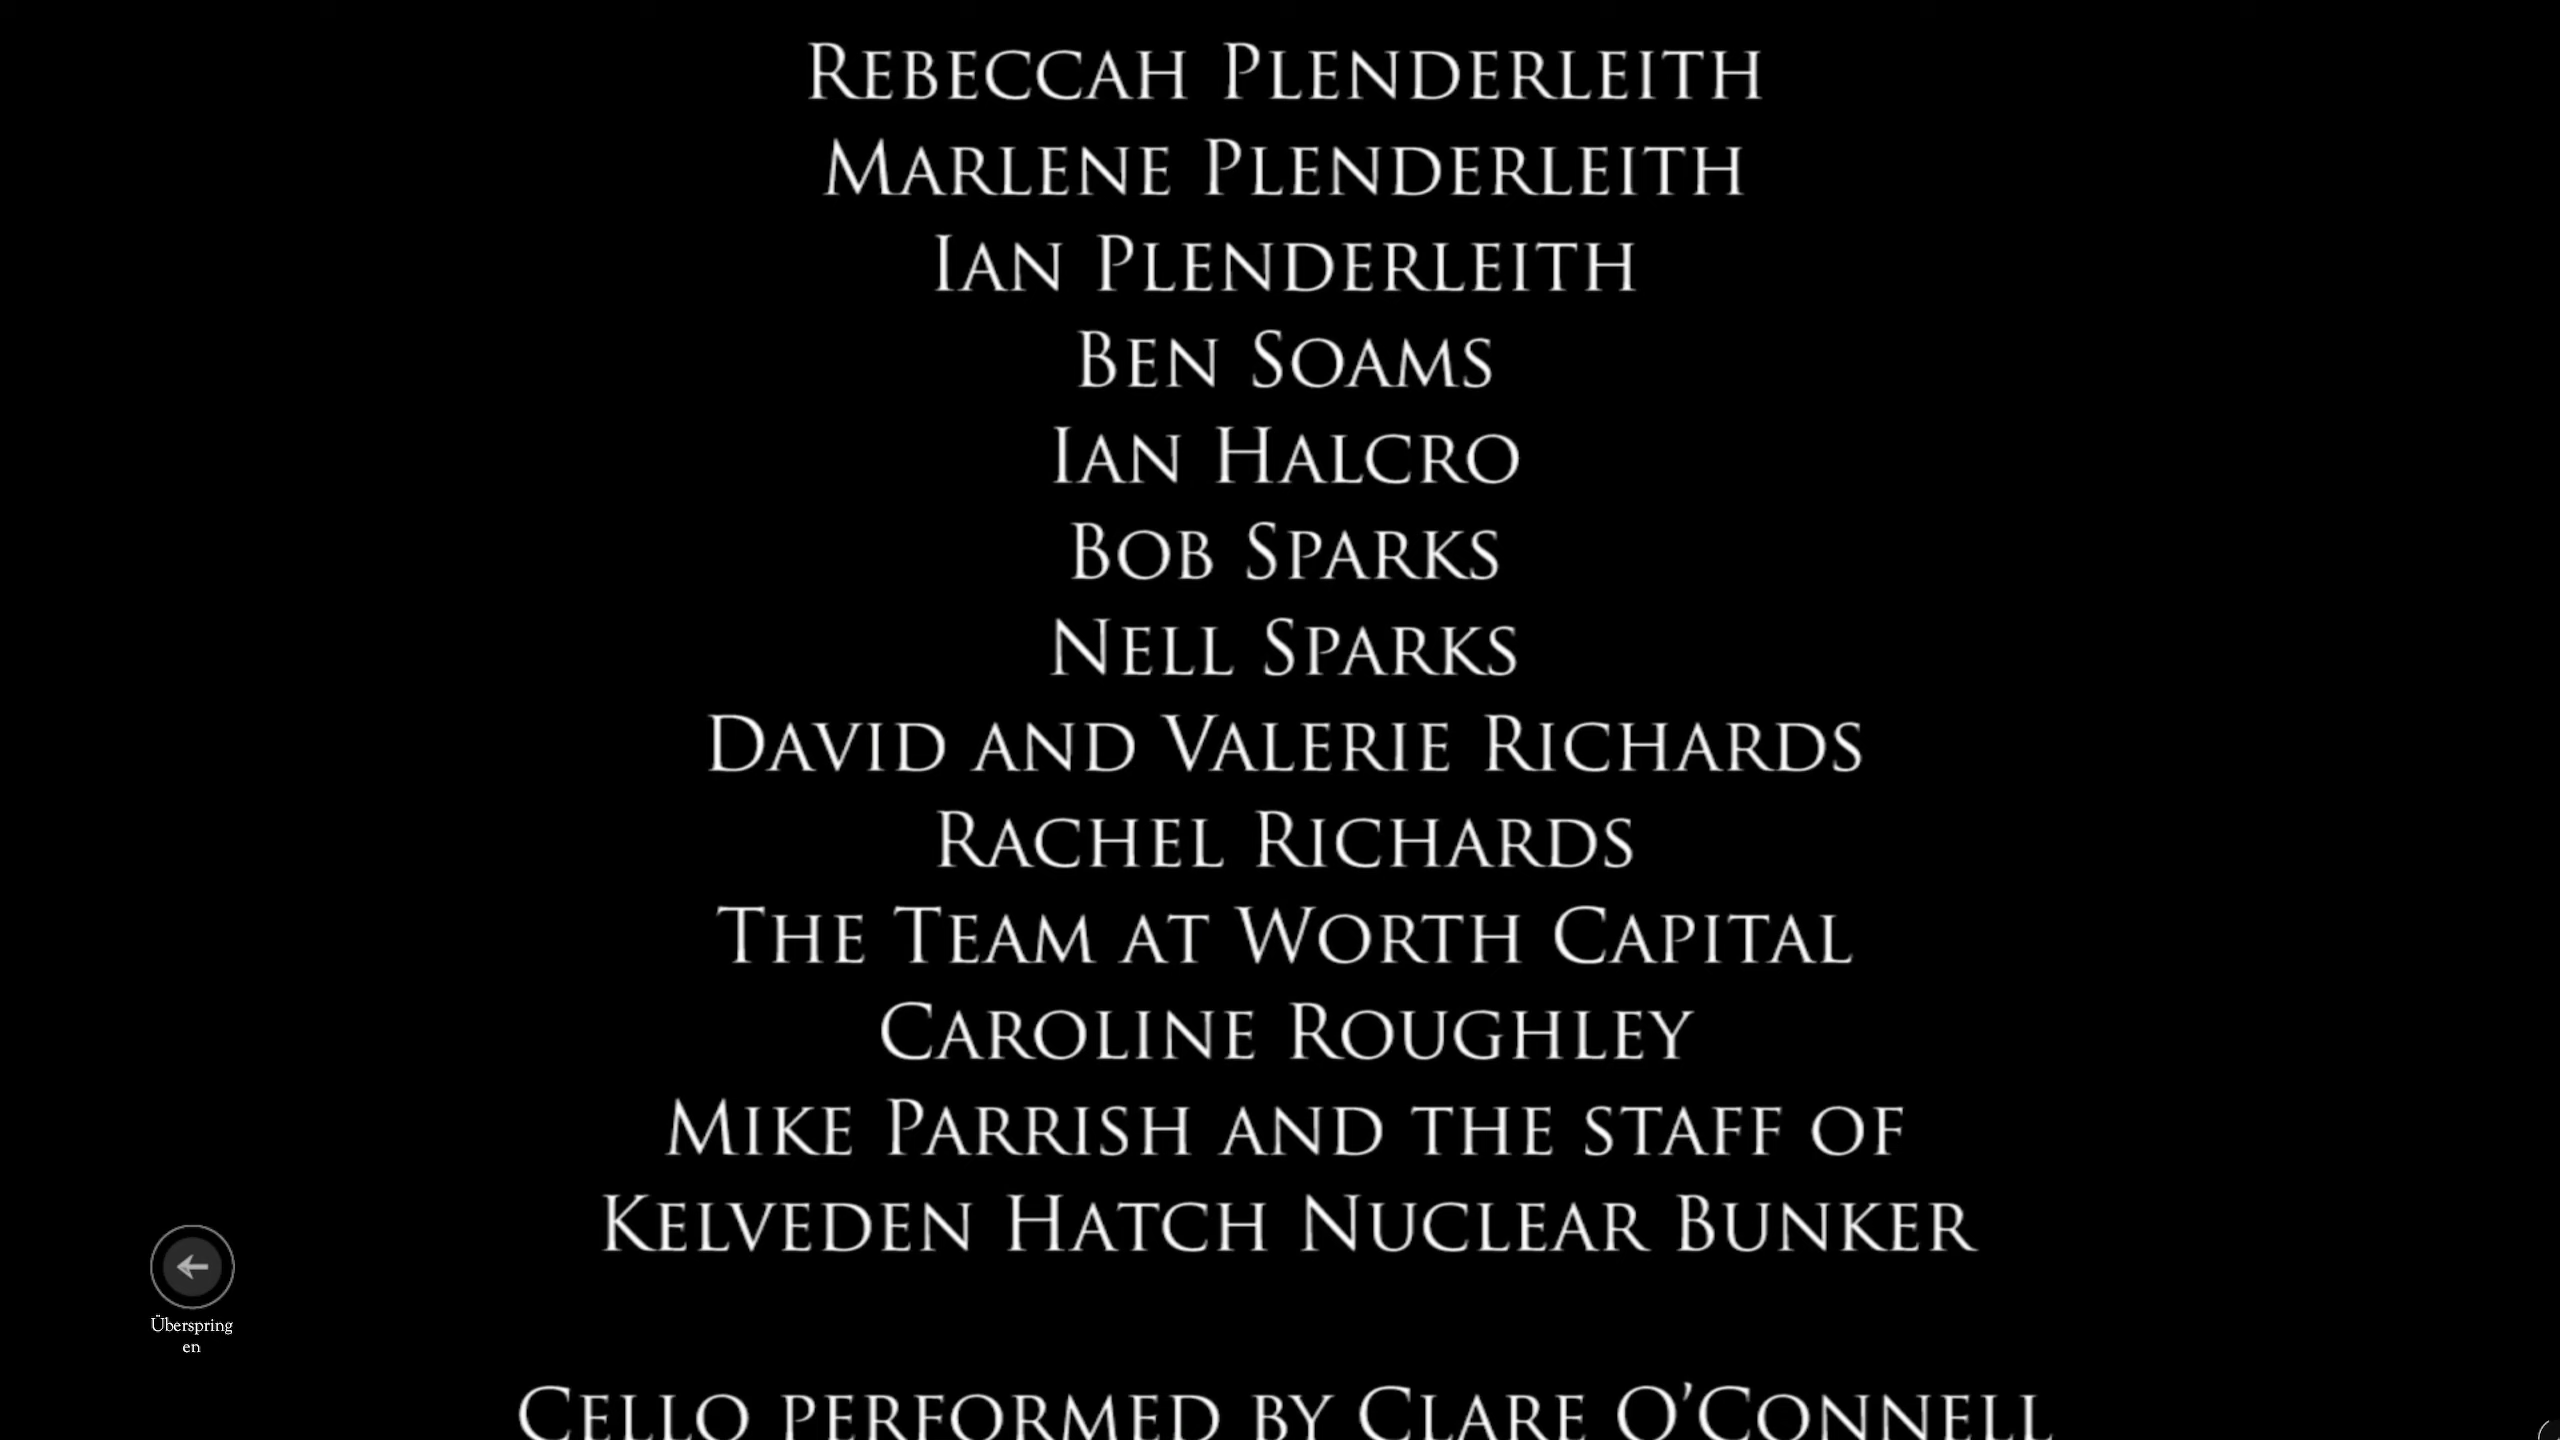 Rebeccah Plenderleith
Marlene Plenderleith
Ian Plenderleith
Ben Soams
Ian Halcro
Bob Sparks
Nell Sparks
David and Valerie Richards
Rachel Richards
The Team at Worth Capital
Caroline Roughley
Mike Parrish and the staff of
Kelveden Hatch Nuclear Bunker
Überspring
en
Cello performed by Clare O’Connell